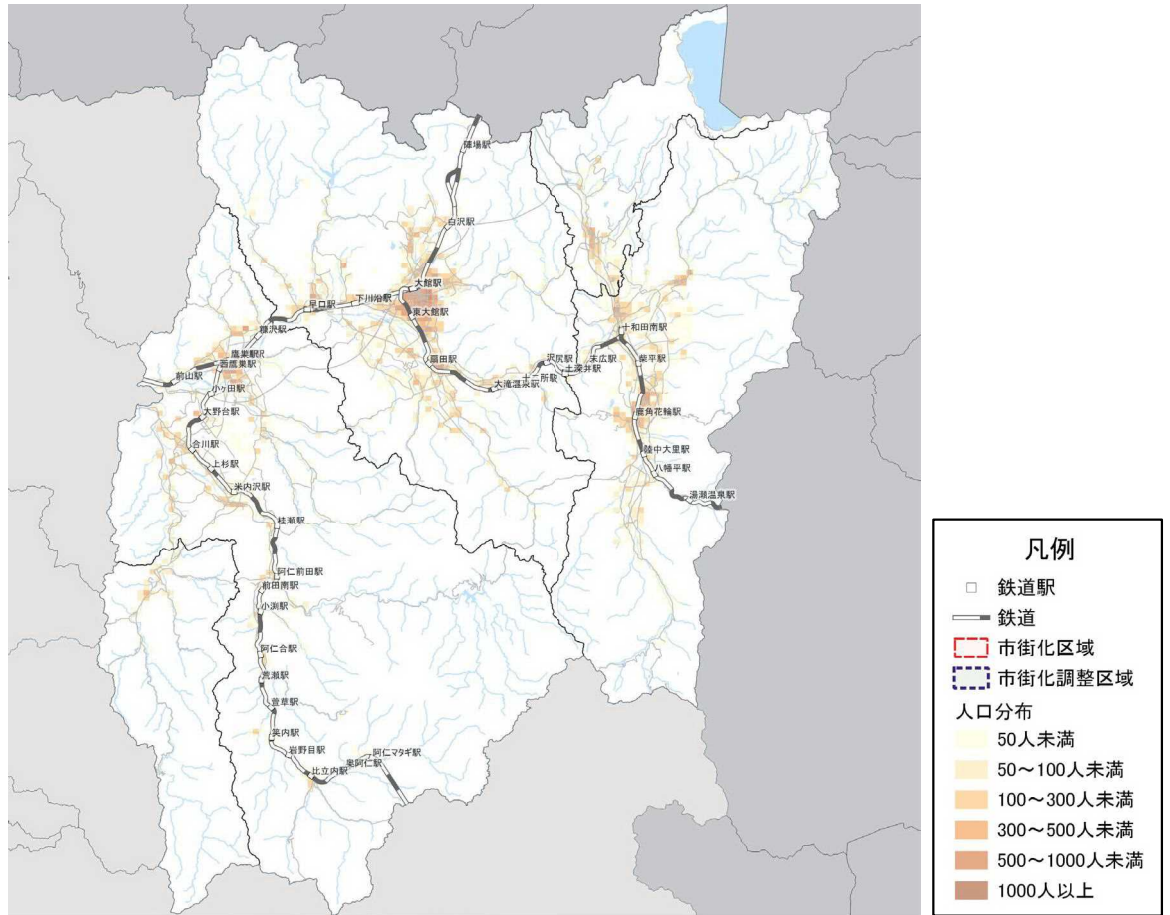 陣場駅
白沢駅
大館駅
下川沿駅
早口駅
東大館駅
糠沢駅
十和田南駅
鷹巣駅
西鷹巣駅
扇田駅
沢尻駅
末広駅
柴平駅
前山駅
土深井駅
十二所駅
大滝温泉駅
小ヶ田駅
大野台駅
鹿角花輪駅
合川駅
陸中大里駅
上杉駅
八幡平駅
米内沢駅
湯瀬温泉駅
桂瀬駅
阿仁前田駅
前田南駅
小渕駅
阿仁合駅
荒瀬駅
萱草駅
笑内駅
岩野目駅
阿仁マタギ駅
奥阿仁駅
比立内駅
凡例
鉄道駅
鉄道
市街化区域
市街化調整区域
人口分布
50人未満
50～100人未満
100～300人未満
300～500人未満
500～1000人未満
1000人以上